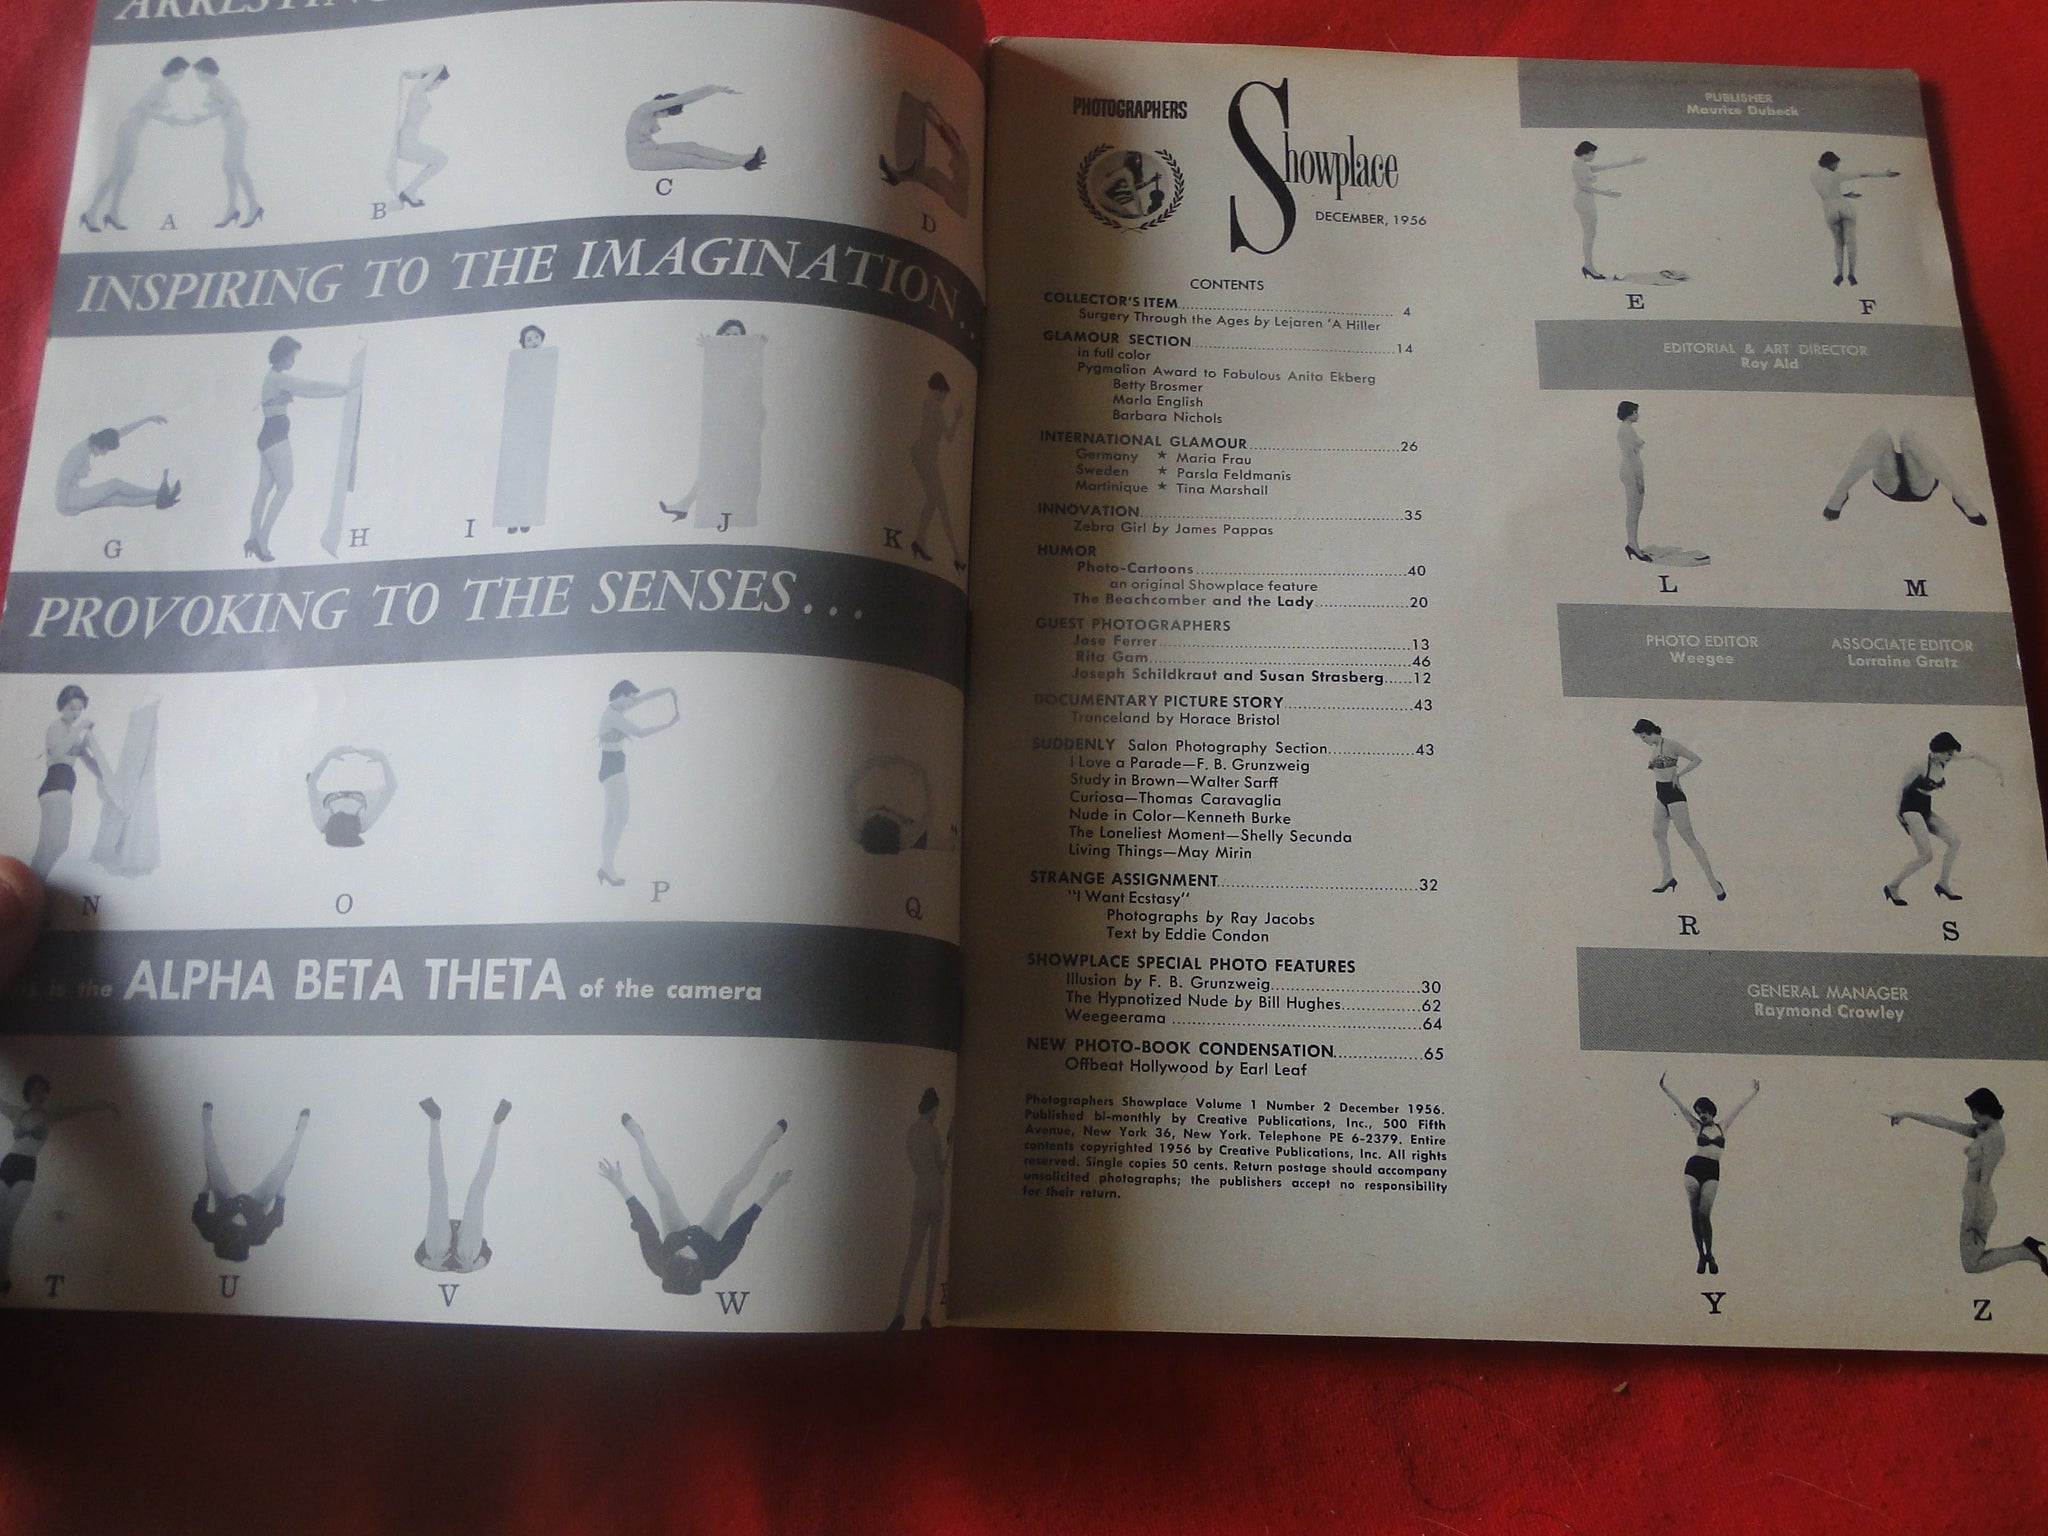 ARRESTING
A
B
C
D
INSPIRING TO THE IMAGINATION..
G
H
I
J
K
PROVOKING TO THE SENSES...
N
O
P
Q
is the ALPHA BETA THETA of the camera
T
U
V
W
PHOTOGRAPHERS
Showplace
DECEMBER, 1956
CONTENTS
COLLECTOR'S ITEM 4
Surgery Through the Ages by Lejaren 'A Hiller
GLAMOUR SECTION 14
in full color
Pygmalion Award to Fabulous Anita Ekberg
Betty Brosmer
Marla English
Barbara Nichols
INTERNATIONAL GLAMOUR 26
Germany * Maria Frau
Sweden * Parsla Feldmanis
Martinique * Tina Marshall
INNOVATION 35
Zebra Girl by James Pappas
HUMOR
Photo-Cartoons 40
an original Showplace feature
The Beachcomber and the Lady 20
GUEST PHOTOGRAPHERS
Jose Ferrer 13
Rita Gam 46
Joseph Schildkraut and Susan Strasberg 12
DOCUMENTARY PICTURE STORY 43
Tranceland by Horace Bristol
SUDDENLY Salon Photography Section 43
I Love a Parade—F. B. Grunzweig
Study in Brown—Walter Sarff
Curiosa—Thomas Caravaglia
Nude in Color—Kenneth Burke
The Loneliest Moment—Shelly Secunda
Living Things—May Mirin
STRANGE ASSIGNMENT 32
"I Want Ecstasy"
Photographs by Ray Jacobs
Text by Eddie Condon
SHOWPLACE SPECIAL PHOTO FEATURES
Illusion by F. B. Grunzweig 30
The Hypnotized Nude by Bill Hughes 62
Weegeerama 64
NEW PHOTO-BOOK CONDENSATION 65
Offbeat Hollywood by Earl Leaf
Photographers Showplace Volume 1 Number 2 December 1956.
Published bi-monthly by Creative Publications, Inc., 500 Fifth
Avenue, New York 36, New York. Telephone PE 6-2379. Entire
contents copyrighted 1956 by Creative Publications, Inc. All rights
reserved. Single copies 50 cents. Return postage should accompany
unsolicited photographs; the publishers accept no responsibility
for their return.
PUBLISHER
Maurice Dubeck
E
F
EDITORIAL & ART DIRECTOR
Ray Ald
L
M
PHOTO EDITOR
Weegee
ASSOCIATE EDITOR
Lorraine Gratz
R
S
GENERAL MANAGER
Raymond Crowley
Y
Z